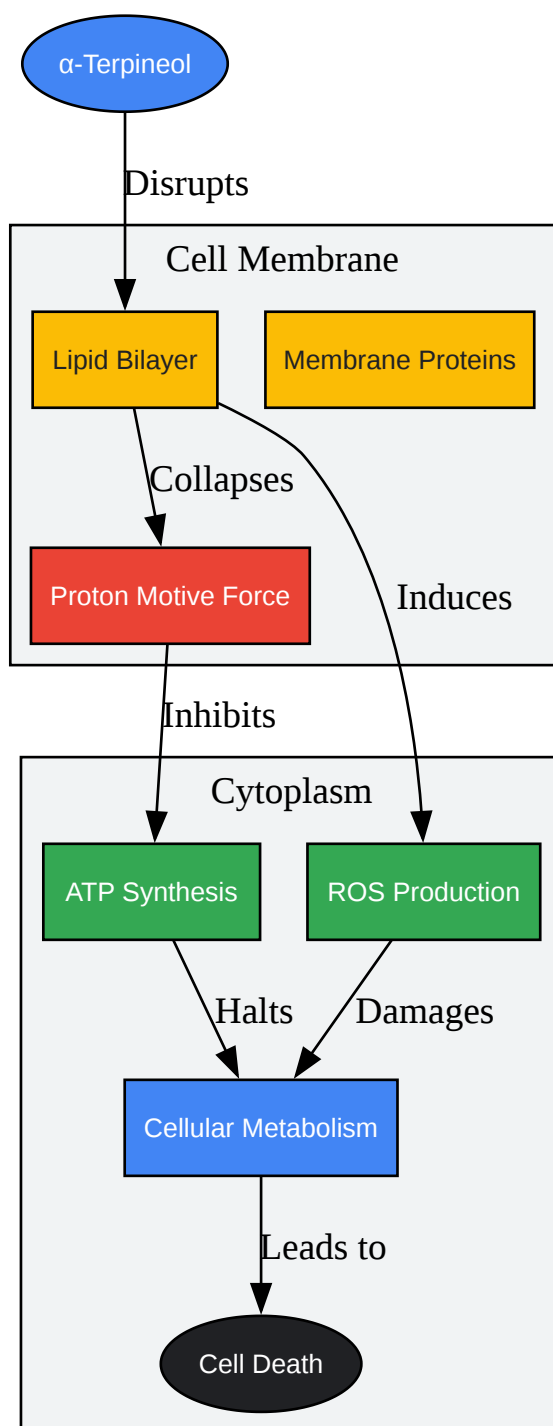 α-Terpineol
Disrupts
Cell Membrane
Lipid Bilayer
Membrane Proteins
Collapses
Proton Motive Force
Induces
Inhibits
Cytoplasm
ATP Synthesis
ROS Production
Halts
Damages
Cellular Metabolism
Leads to
Cell Death